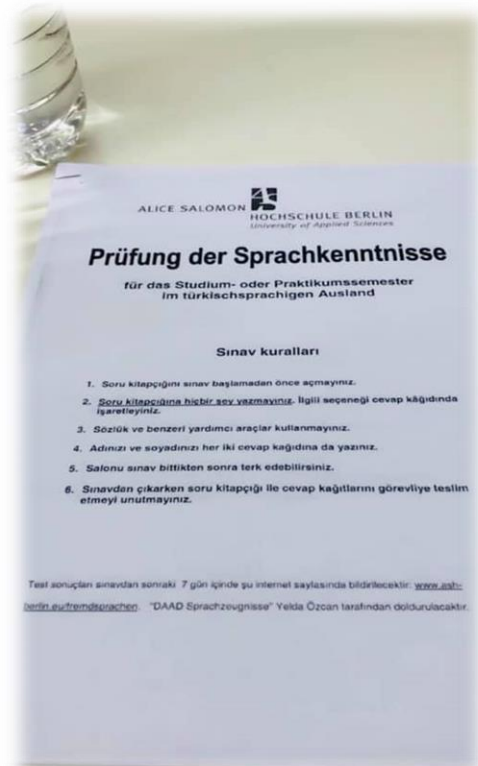 ALICE SALOMON
HOCHSCHULE BERLIN
University of Applied Sciences
Prüfung der Sprachkenntnisse
für das Studium- oder Praktikumssemester
im türkischsprachigen Ausland
Sınav kuralları
1. Soru kitapçığını sınav başlamadan önce açmayınız.
2. Soru kitapçığına hiçbir şey yazmayınız. İlgili seçeneği cevap kâğıdında
işaretleyiniz.
3. Sözlük ve benzeri yardımcı araçlar kullanmayınız.
4. Adınızı ve soyadınızı her iki cevap kağıdına da yazınız.
5. Salonu sınav bittikten sonra terk edebilirsiniz.
6. Sınavdan çıkarken soru kitapçığı ile cevap kağıtlarını görevliye teslim
etmeyi unutmayınız.
Test sonuçları sınavdan sonraki 7 gün içinde şu internet sayfasında bildirilecektir: www.ash-
berlin.eu/fremdsprachen. "DAAD Sprachzeugnisse" Yelda Özcan tarafından doldurulacaktır.